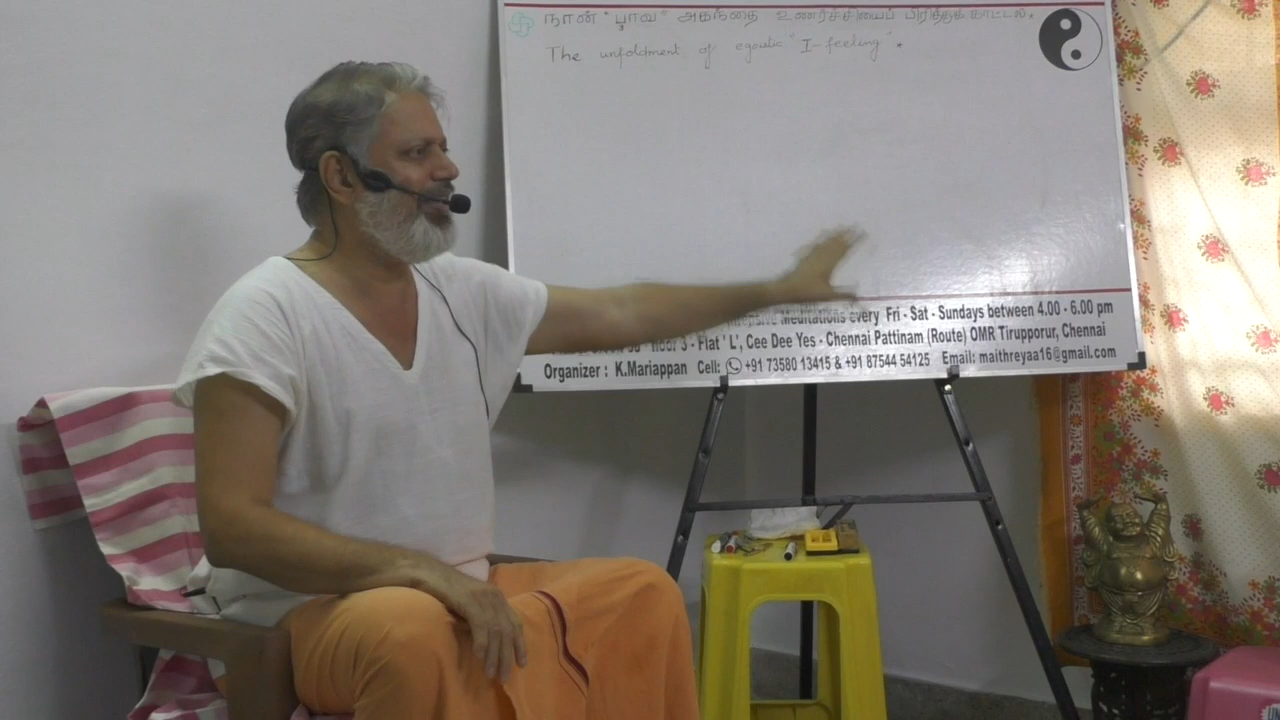 நான் " பாவ " அகந்தை உணர்ச்சியைப் பிரித்துக் காட்டல்.
The unfoldment of egoistic "I-feeling".
Meditations every Fri - Sat - Sundays between 4.00 - 6.00 pm
3 - Flat ' L', Cee Dee Yes - Chennai Pattinam (Route) OMR Tirupporur, Chennai
Organizer : K.Mariappan Cell: +91 73580 13415 & +91 87544 54125 Email: maithreyaa16@gmail.com